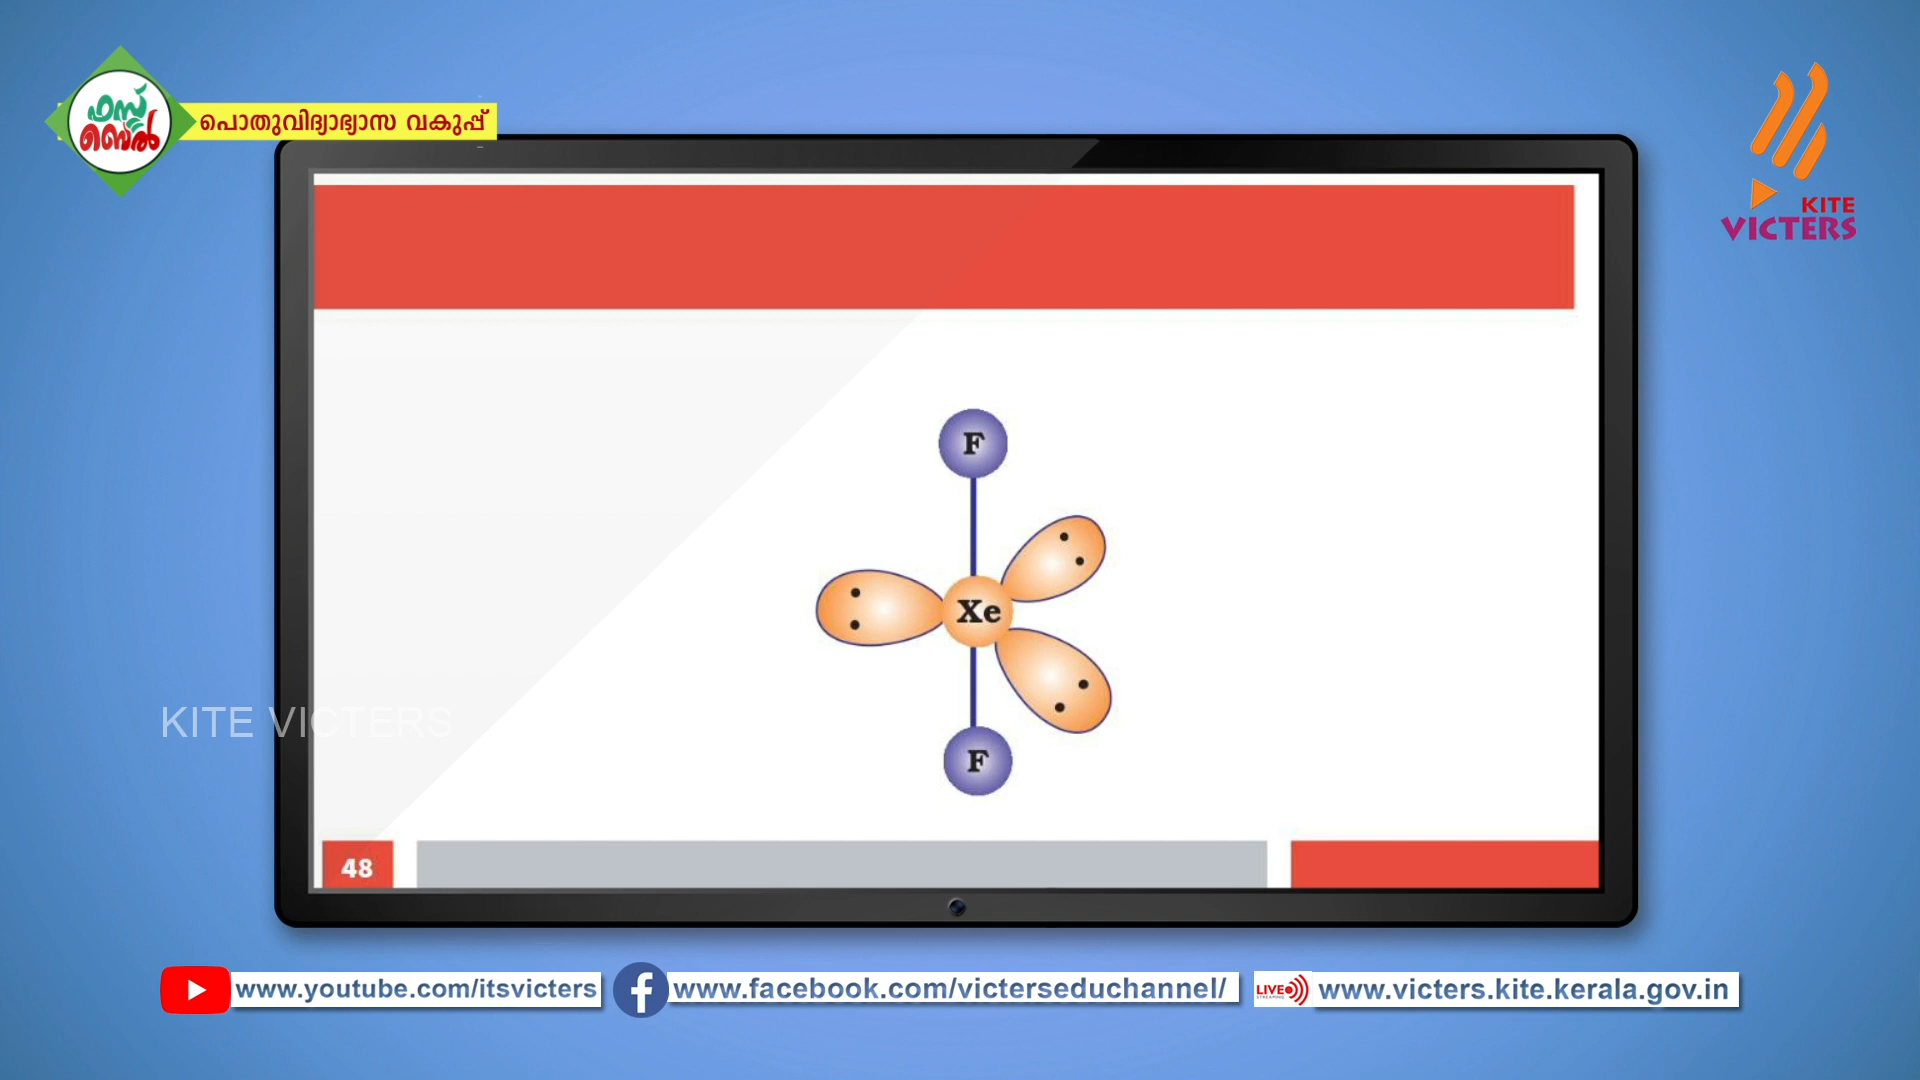 ഫസ്റ്റ്
ബെൽ
പൊതുവിദ്യാഭ്യാസ വകുപ്പ്
KITE
VICTERS
F
Xe
F
KITE VICTERS
48
www.youtube.com/itsvicters
www.facebook.com/victerseduchannel/
LIVE
STREAMING
www.victers.kite.kerala.gov.in